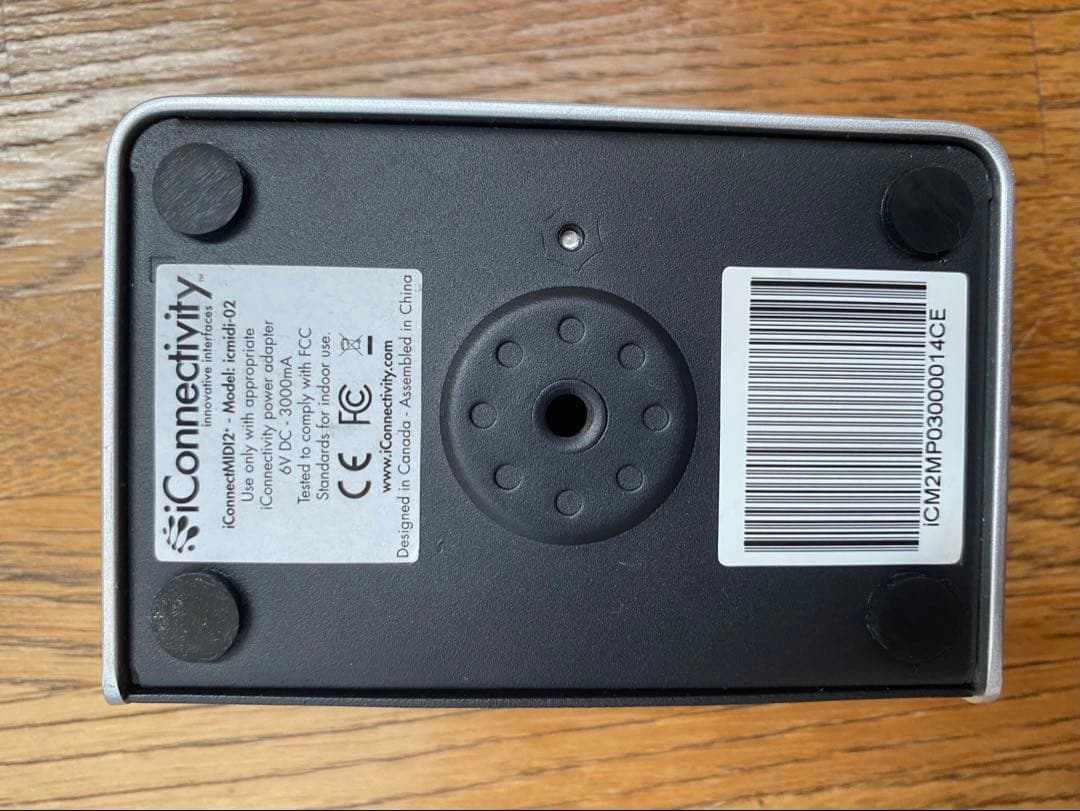 iConnectivity™
innovative interfaces
iConnectMIDI2+ - Model: icmidi-02
Use only with appropriate
iConnectivity power adapter
6V DC - 3000mA
Tested to comply with FCC
Standards for indoor use.
CE FC
www.iConnectivity.com
Designed in Canada - Assembled in China
iCM2MP03000014CE